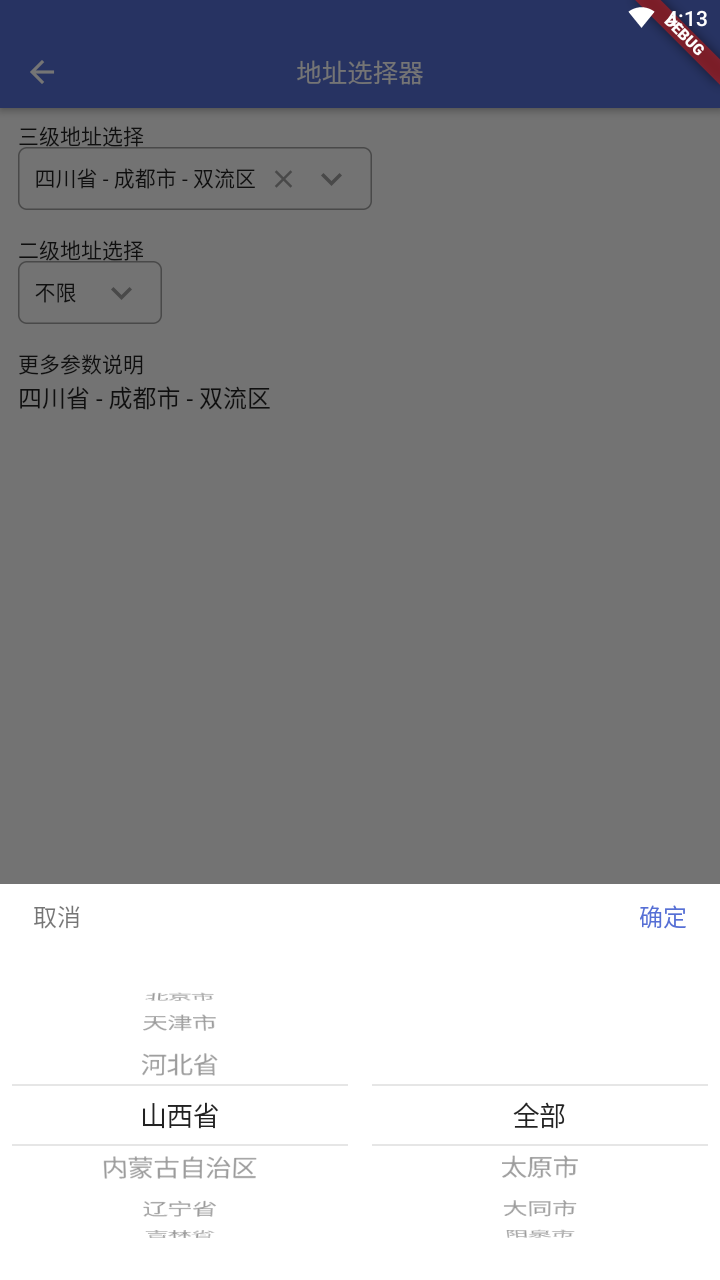 4:13
DEBUG
地址选择器
三级地址选择
四川省 - 成都市 - 双流区
二级地址选择
不限
更多参数说明
四川省 - 成都市 - 双流区
取消 确定
北京市
天津市
河北省
山西省 全部
内蒙古自治区 太原市
辽宁省 大同市
吉林省 阳泉市